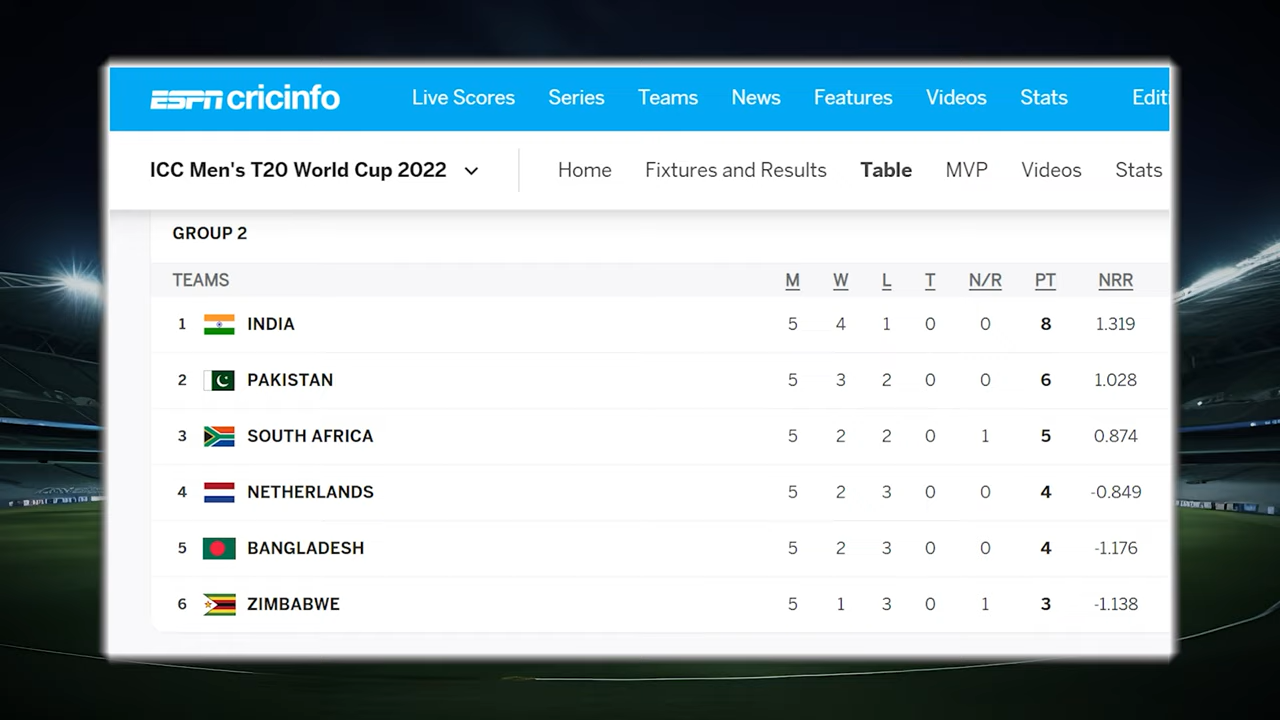 ESPN cricinfo Live Scores Series Teams News Features Videos Stats Editi
ICC Men's T20 World Cup 2022 Home Fixtures and Results Table MVP Videos Stats
GROUP 2
TEAMS M W L T N/R PT NRR
1 INDIA 5 4 1 0 0 8 1.319
2 PAKISTAN 5 3 2 0 0 6 1.028
3 SOUTH AFRICA 5 2 2 0 1 5 0.874
4 NETHERLANDS 5 2 3 0 0 4 -0.849
5 BANGLADESH 5 2 3 0 0 4 -1.176
6 ZIMBABWE 5 1 3 0 1 3 -1.138